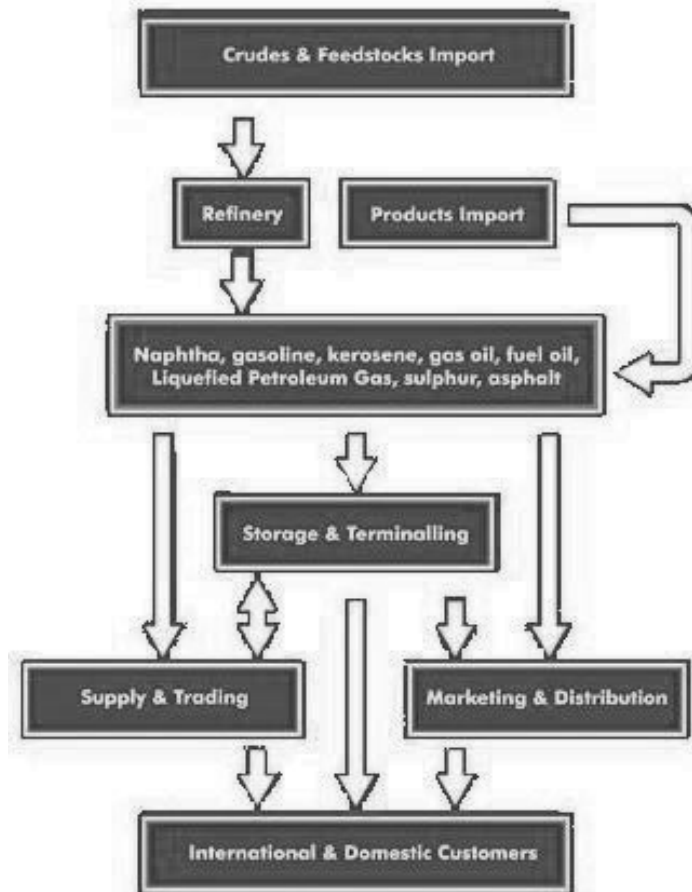 Crudes & Feedstocks Import
Refinery
Products Import
Naphtha, gasoline, kerosene, gas oil, fuel oil,
Liquefied Petroleum Gas, sulphur, asphalt
Storage & Terminalling
Supply & Trading
Marketing & Distribution
International & Domestic Customers